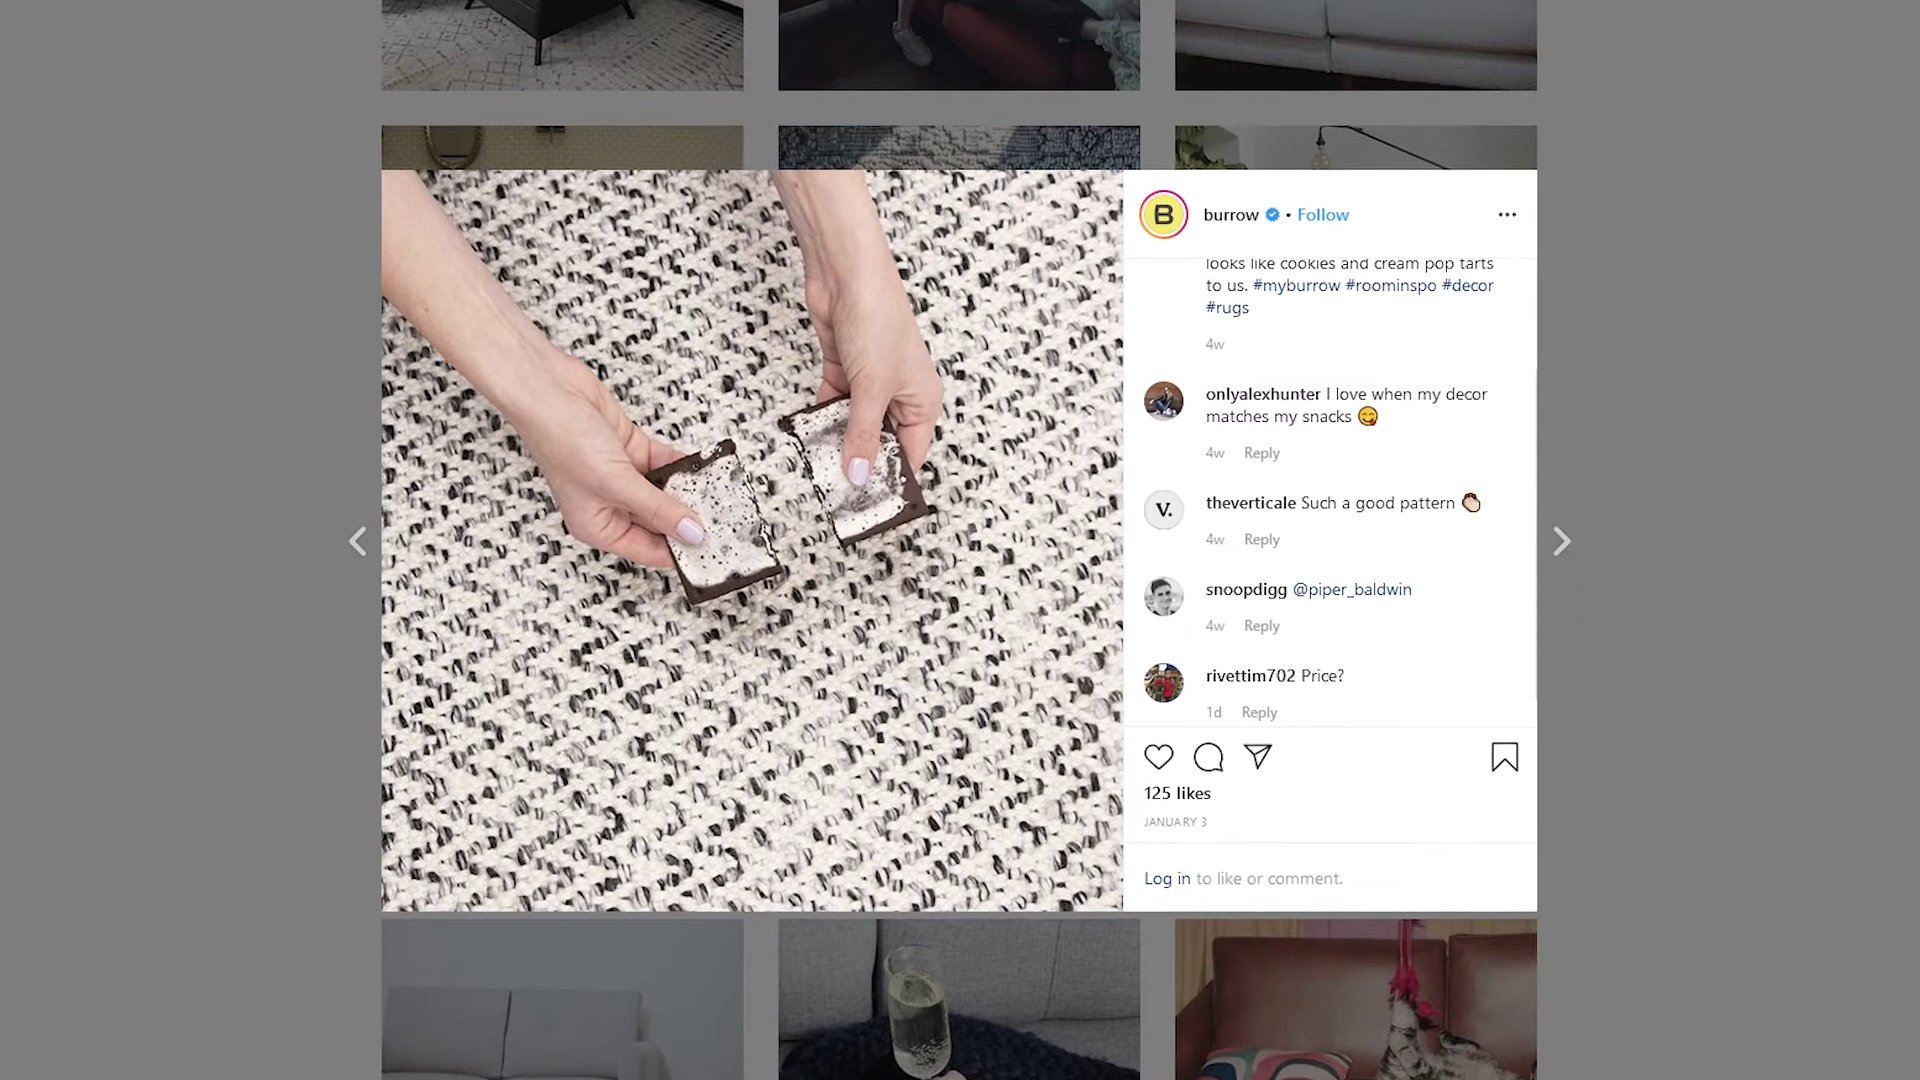 B
burrow • Follow
looks like cookies and cream pop tarts
to us. #myburrow #roominspo #decor
#rugs
4w
onlyalexhunter I love when my decor
matches my snacks 😋
4w Reply
V.
theverticale Such a good pattern 👏🏻
4w Reply
snoopdigg @piper_baldwin
4w Reply
rivettim702 Price?
1d Reply
125 likes
JANUARY 3
Log in to like or comment.